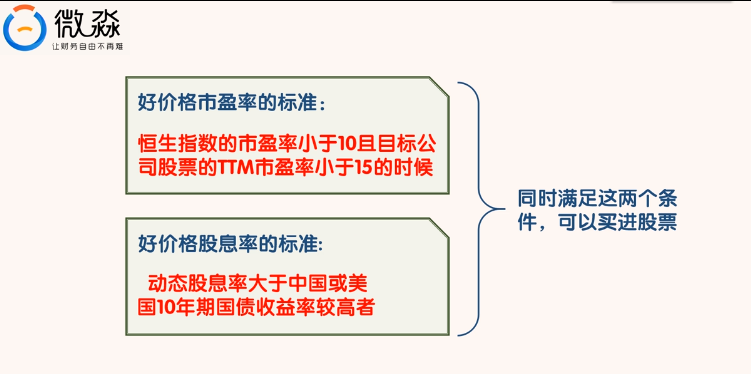 微淼
让财务自由不再难
好价格市盈率的标准：
恒生指数的市盈率小于10且目标公
司股票的TTM市盈率小于15的时候
同时满足这两个条
件，可以买进股票
好价格股息率的标准:
动态股息率大于中国或美
国10年期国债收益率较高者